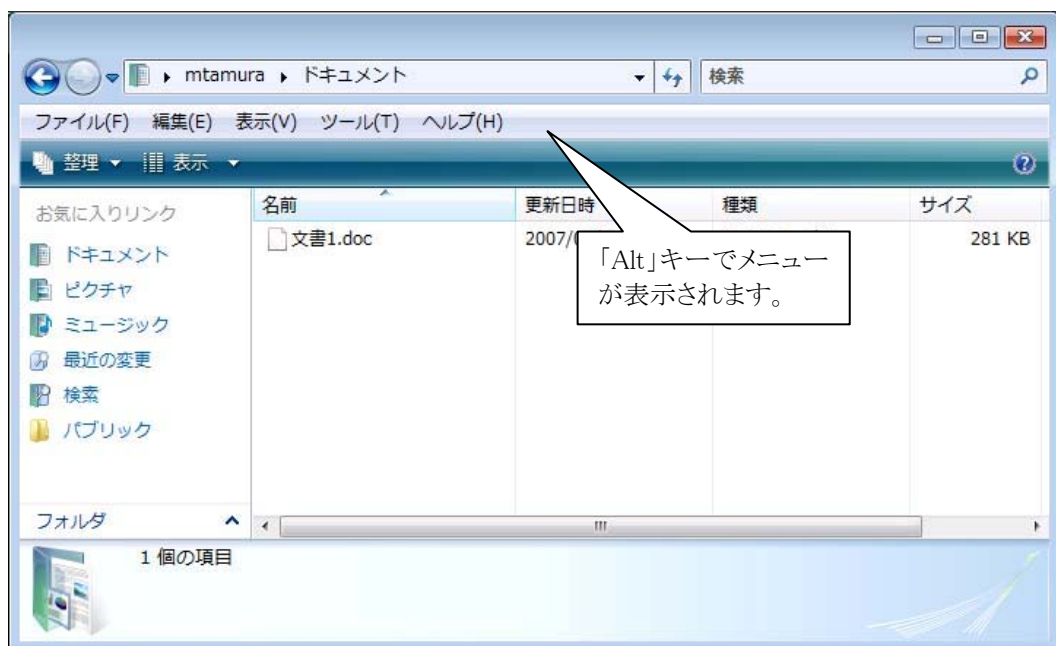 mtamura ドキュメント 検索
ファイル(F) 編集(E) 表示(V) ツール(T) ヘルプ(H)
整理 表示
お気に入りリンク
ドキュメント
ピクチャ
ミュージック
最近の変更
検索
パブリック
フォルダ
名前 更新日時 種類 サイズ
文書1.doc 2007/ 281 KB
「Alt」キーでメニュー
が表示されます。
1 個の項目